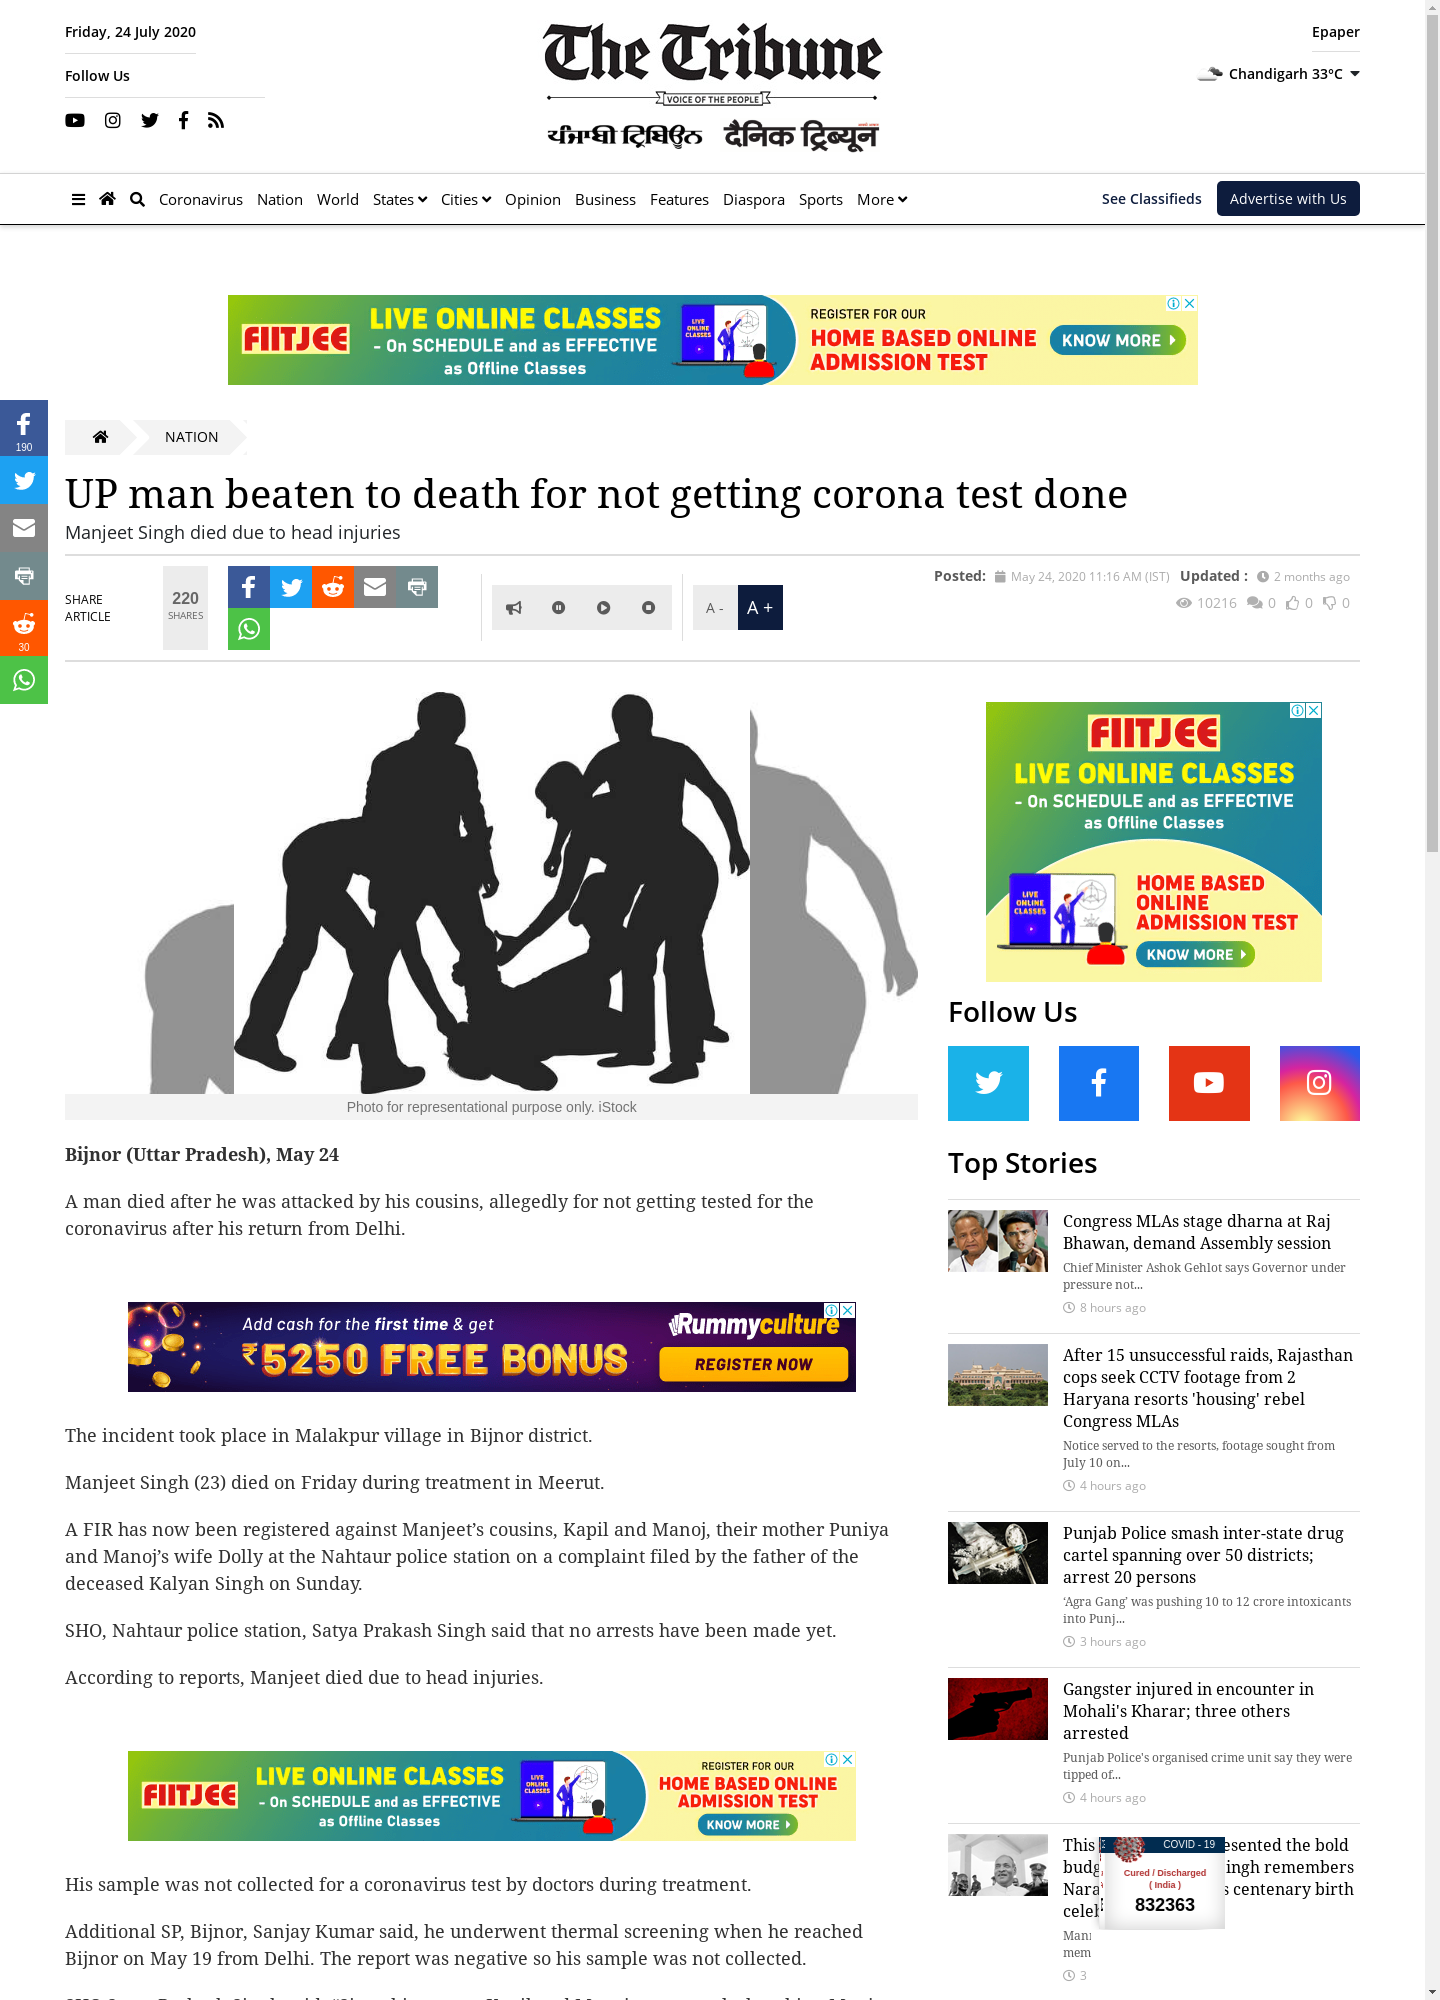 Friday, 24 July 2020
Follow Us
The Tribune
VOICE OF THE PEOPLE
ਪੰਜਾਬੀ ਟ੍ਰਿਬਿਊਨ
दैनिक ट्रिब्यून
Epaper
Chandigarh 33°C
Coronavirus Nation World States Cities Opinion Business Features Diaspora Sports More
See Classifieds
Advertise with Us
FIITJEE
LIVE ONLINE CLASSES
- On SCHEDULE and as EFFECTIVE
as Offline Classes
LIVE ONLINE CLASSES
REGISTER FOR OUR
HOME BASED ONLINE
ADMISSION TEST
KNOW MORE
190
30
NATION
UP man beaten to death for not getting corona test done
Manjeet Singh died due to head injuries
SHARE
ARTICLE
220
SHARES
A - A +
Posted: May 24, 2020 11:16 AM (IST) Updated : 2 months ago
10216 0 0 0
Photo for representational purpose only. iStock
Bijnor (Uttar Pradesh), May 24
A man died after he was attacked by his cousins, allegedly for not getting tested for the
coronavirus after his return from Delhi.
Add cash for the first time & get
₹5250 FREE BONUS
Rummyculture
REGISTER NOW
The incident took place in Malakpur village in Bijnor district.
Manjeet Singh (23) died on Friday during treatment in Meerut.
A FIR has now been registered against Manjeet’s cousins, Kapil and Manoj, their mother Puniya
and Manoj’s wife Dolly at the Nahtaur police station on a complaint filed by the father of the
deceased Kalyan Singh on Sunday.
SHO, Nahtaur police station, Satya Prakash Singh said that no arrests have been made yet.
According to reports, Manjeet died due to head injuries.
FIITJEE
LIVE ONLINE CLASSES
- On SCHEDULE and as EFFECTIVE
as Offline Classes
LIVE ONLINE CLASSES
REGISTER FOR OUR
HOME BASED ONLINE
ADMISSION TEST
KNOW MORE
His sample was not collected for a coronavirus test by doctors during treatment.
Additional SP, Bijnor, Sanjay Kumar said, he underwent thermal screening when he reached
Bijnor on May 19 from Delhi. The report was negative so his sample was not collected.
FIITJEE
LIVE ONLINE CLASSES
- On SCHEDULE and as EFFECTIVE
as Offline Classes
LIVE ONLINE CLASSES
HOME BASED
ONLINE
ADMISSION TEST
KNOW MORE
Follow Us
Top Stories
Congress MLAs stage dharna at Raj
Bhawan, demand Assembly session
Chief Minister Ashok Gehlot says Governor under
pressure not...
8 hours ago
After 15 unsuccessful raids, Rajasthan
cops seek CCTV footage from 2
Haryana resorts 'housing' rebel
Congress MLAs
Notice served to the resorts, footage sought from
July 10 on...
4 hours ago
Punjab Police smash inter-state drug
cartel spanning over 50 districts;
arrest 20 persons
‘Agra Gang’ was pushing 10 to 12 crore intoxicants
into Punj...
3 hours ago
Gangster injured in encounter in
Mohali's Kharar; three others
arrested
Punjab Police's organised crime unit say they were
tipped of...
4 hours ago
This the bold
remembers
centenary birth
3
COVID - 19
Cured / Discharged
( India )
832363